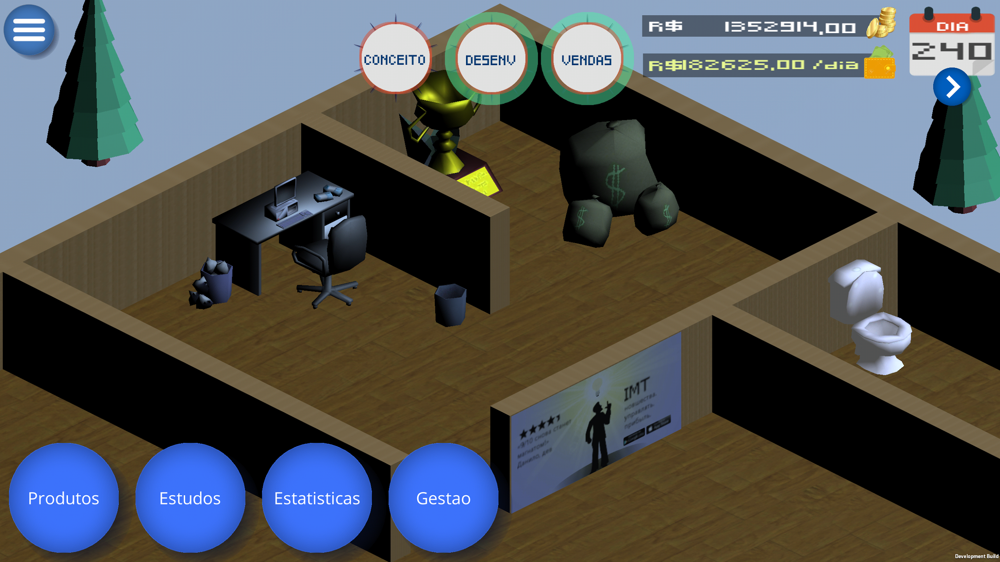 CONCEITO
DESENV
VENDAS
R$ 1352914,00
R$182625.00 /dia
DIA
240
IMT
новшества.
управлять.
прибыль.
★★★★
«9/10 снова станет
магнатом!»
Данило, дев
Produtos
Estudos
Estatisticas
Gestao
Development Build